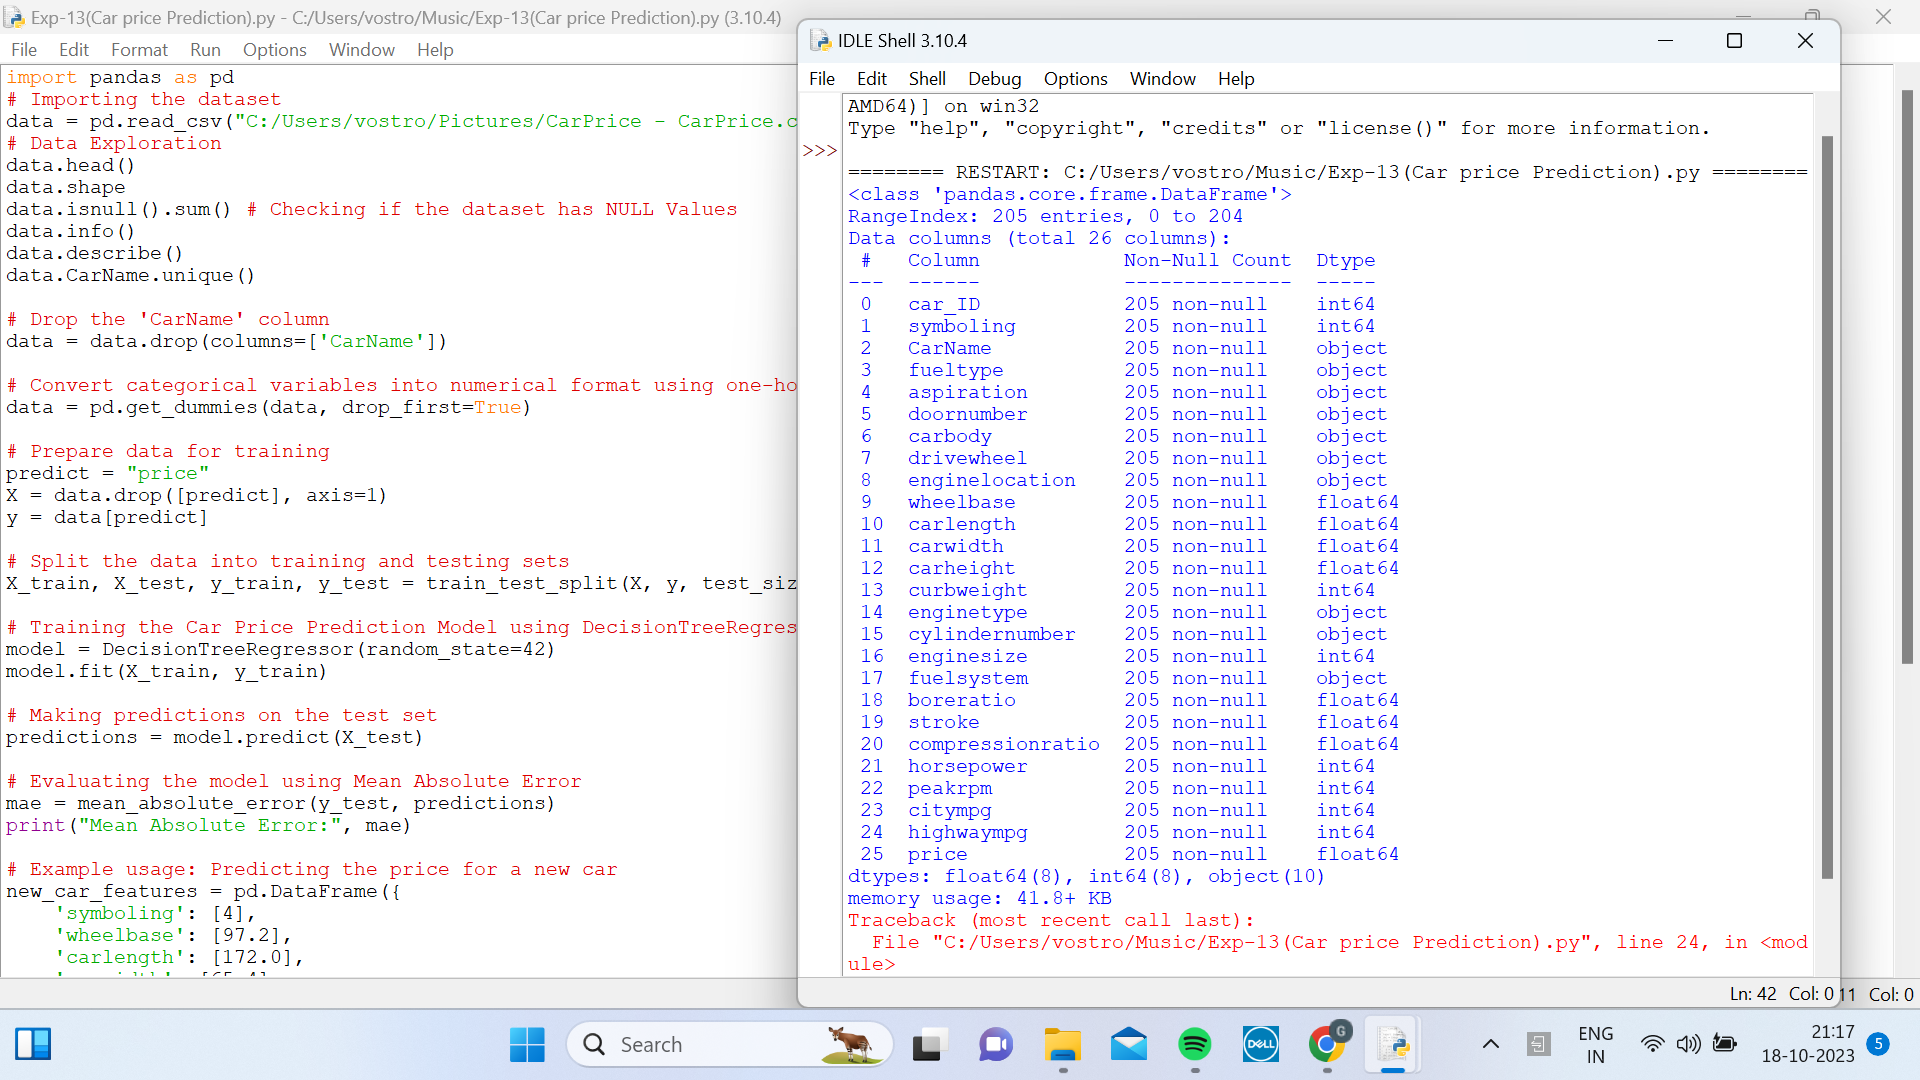 Exp-13(Car price Prediction).py - C:/Users/vostro/Music/Exp-13(Car price Prediction).py (3.10.4)
File Edit Format Run Options Window Help
import pandas as pd
# Importing the dataset
data = pd.read_csv("C:/Users/vostro/Pictures/CarPrice - CarPrice.c
# Data Exploration
data.head()
data.shape
data.isnull().sum() # Checking if the dataset has NULL Values
data.info()
data.describe()
data.CarName.unique()
# Drop the 'CarName' column
data = data.drop(columns=['CarName'])
# Convert categorical variables into numerical format using one-ho
data = pd.get_dummies(data, drop_first=True)
# Prepare data for training
predict = "price"
X = data.drop([predict], axis=1)
y = data[predict]
# Split the data into training and testing sets
X_train, X_test, y_train, y_test = train_test_split(X, y, test_siz
# Training the Car Price Prediction Model using DecisionTreeRegres
model = DecisionTreeRegressor(random_state=42)
model.fit(X_train, y_train)
# Making predictions on the test set
predictions = model.predict(X_test)
# Evaluating the model using Mean Absolute Error
mae = mean_absolute_error(y_test, predictions)
print("Mean Absolute Error:", mae)
# Example usage: Predicting the price for a new car
new_car_features = pd.DataFrame({
'symboling': [4],
'wheelbase': [97.2],
'carlength': [172.0],
IDLE Shell 3.10.4
File Edit Shell Debug Options Window Help
AMD64)] on win32
Type "help", "copyright", "credits" or "license()" for more information.
>>>
======== RESTART: C:/Users/vostro/Music/Exp-13(Car price Prediction).py ========
<class 'pandas.core.frame.DataFrame'>
RangeIndex: 205 entries, 0 to 204
Data columns (total 26 columns):
# Column Non-Null Count Dtype
--- ------ -------------- -----
0 car_ID 205 non-null int64
1 symboling 205 non-null int64
2 CarName 205 non-null object
3 fueltype 205 non-null object
4 aspiration 205 non-null object
5 doornumber 205 non-null object
6 carbody 205 non-null object
7 drivewheel 205 non-null object
8 enginelocation 205 non-null object
9 wheelbase 205 non-null float64
10 carlength 205 non-null float64
11 carwidth 205 non-null float64
12 carheight 205 non-null float64
13 curbweight 205 non-null int64
14 enginetype 205 non-null object
15 cylindernumber 205 non-null object
16 enginesize 205 non-null int64
17 fuelsystem 205 non-null object
18 boreratio 205 non-null float64
19 stroke 205 non-null float64
20 compressionratio 205 non-null float64
21 horsepower 205 non-null int64
22 peakrpm 205 non-null int64
23 citympg 205 non-null int64
24 highwaympg 205 non-null int64
25 price 205 non-null float64
dtypes: float64(8), int64(8), object(10)
memory usage: 41.8+ KB
Traceback (most recent call last):
File "C:/Users/vostro/Music/Exp-13(Car price Prediction).py", line 24, in <mod
ule>
Ln: 42 Col: 0
11 Col: 0
Search
DELL
G
ENG
IN
21:17
18-10-2023
5